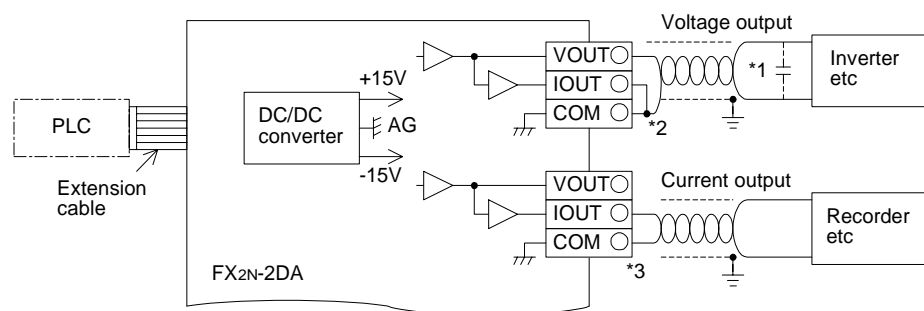 Voltage output
VOUT
IOUT
COM
*1
*2
Inverter
etc
+15V
DC/DC
converter
AG
-15V
PLC
Extension
cable
Current output
VOUT
IOUT
COM
*3
Recorder
etc
FX2N-2DA